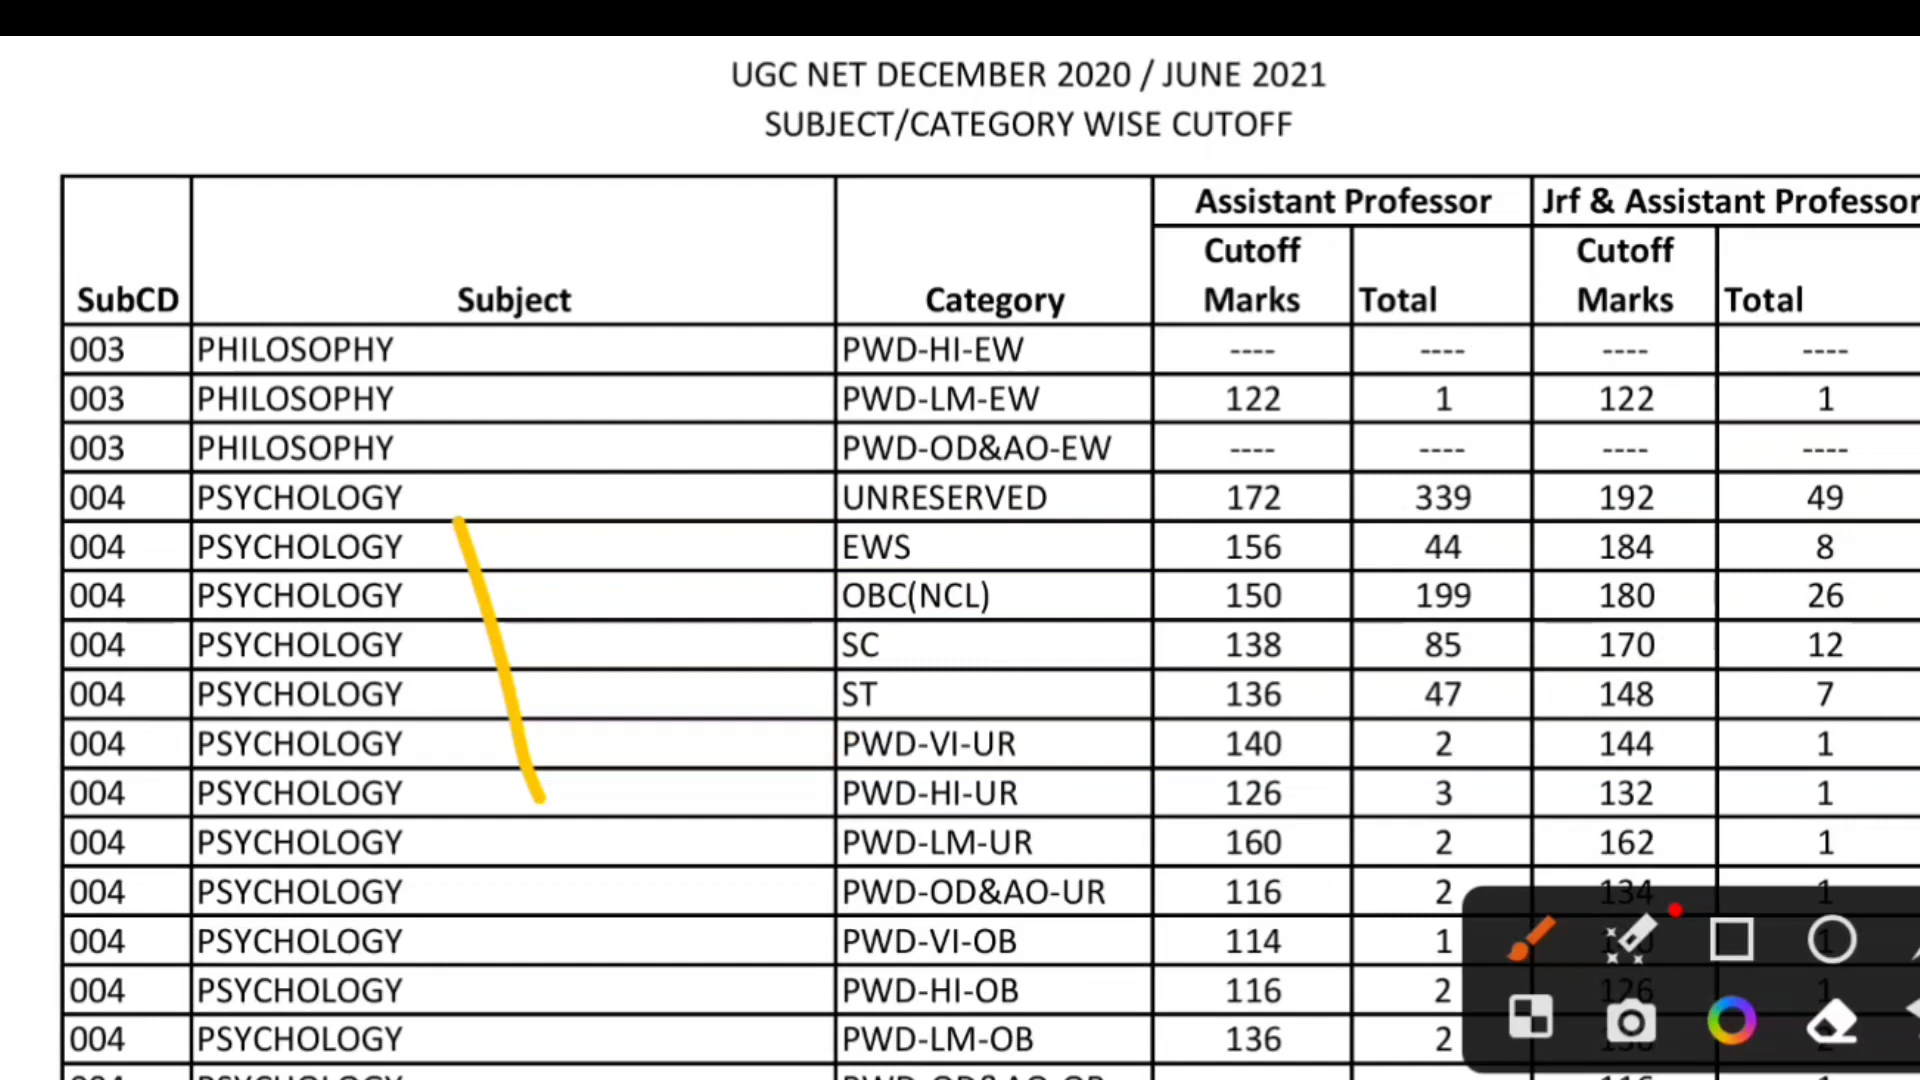 UGC NET DECEMBER 2020 / JUNE 2021
SUBJECT/CATEGORY WISE CUTOFF
Assistant Professor Jrf & Assistant Professor
SubCD Subject Category Cutoff Marks Total Cutoff Marks Total
003 PHILOSOPHY PWD-HI-EW ---- ---- ---- ----
003 PHILOSOPHY PWD-LM-EW 122 1 122 1
003 PHILOSOPHY PWD-OD&AO-EW ---- ---- ---- ----
004 PSYCHOLOGY UNRESERVED 172 339 192 49
004 PSYCHOLOGY EWS 156 44 184 8
004 PSYCHOLOGY OBC(NCL) 150 199 180 26
004 PSYCHOLOGY SC 138 85 170 12
004 PSYCHOLOGY ST 136 47 148 7
004 PSYCHOLOGY PWD-VI-UR 140 2 144 1
004 PSYCHOLOGY PWD-HI-UR 126 3 132 1
004 PSYCHOLOGY PWD-LM-UR 160 2 162 1
004 PSYCHOLOGY PWD-OD&AO-UR 116 2 134 1
004 PSYCHOLOGY PWD-VI-OB 114 1
004 PSYCHOLOGY PWD-HI-OB 116 2 126 1
004 PSYCHOLOGY PWD-LM-OB 136 2